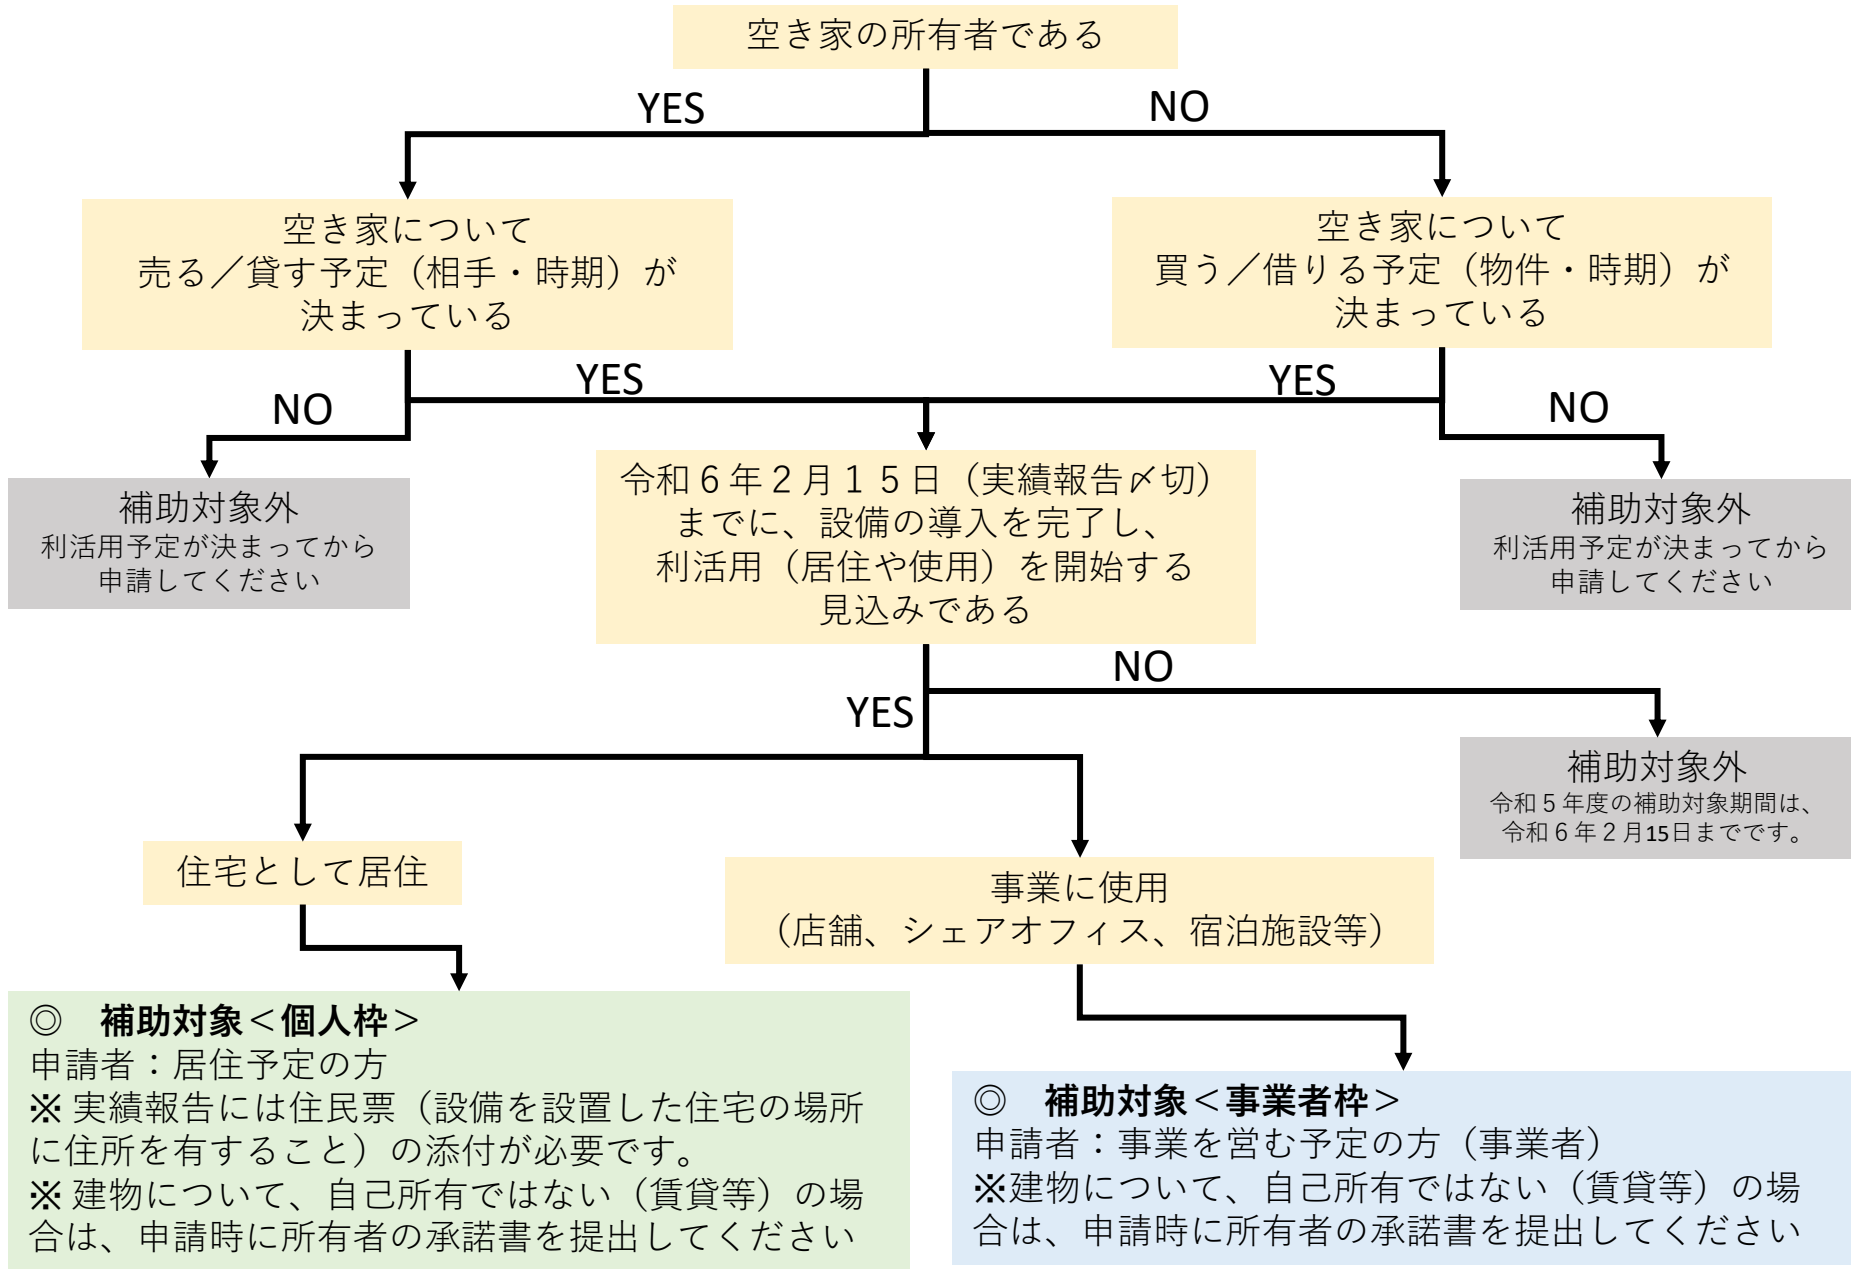 空き家の所有者である
YES
NO
空き家について
売る／貸す予定（相手・時期）が
決まっている
空き家について
買う／借りる予定（物件・時期）が
決まっている
NO
YES
YES
NO
補助対象外
利活用予定が決まってから
申請してください
令和６年２月１５日（実績報告〆切）
までに、設備の導入を完了し、
利活用（居住や使用）を開始する
見込みである
補助対象外
利活用予定が決まってから
申請してください
YES
NO
補助対象外
令和５年度の補助対象期間は、
令和６年２月15日までです。
住宅として居住
事業に使用
（店舗、シェアオフィス、宿泊施設等）
◎　補助対象＜個人枠＞
申請者：居住予定の方
※ 実績報告には住民票（設備を設置した住宅の場所
に住所を有すること）の添付が必要です。
※ 建物について、自己所有ではない（賃貸等）の場
合は、申請時に所有者の承諾書を提出してください
◎　補助対象＜事業者枠＞
申請者：事業を営む予定の方（事業者）
※建物について、自己所有ではない（賃貸等）の場
合は、申請時に所有者の承諾書を提出してください